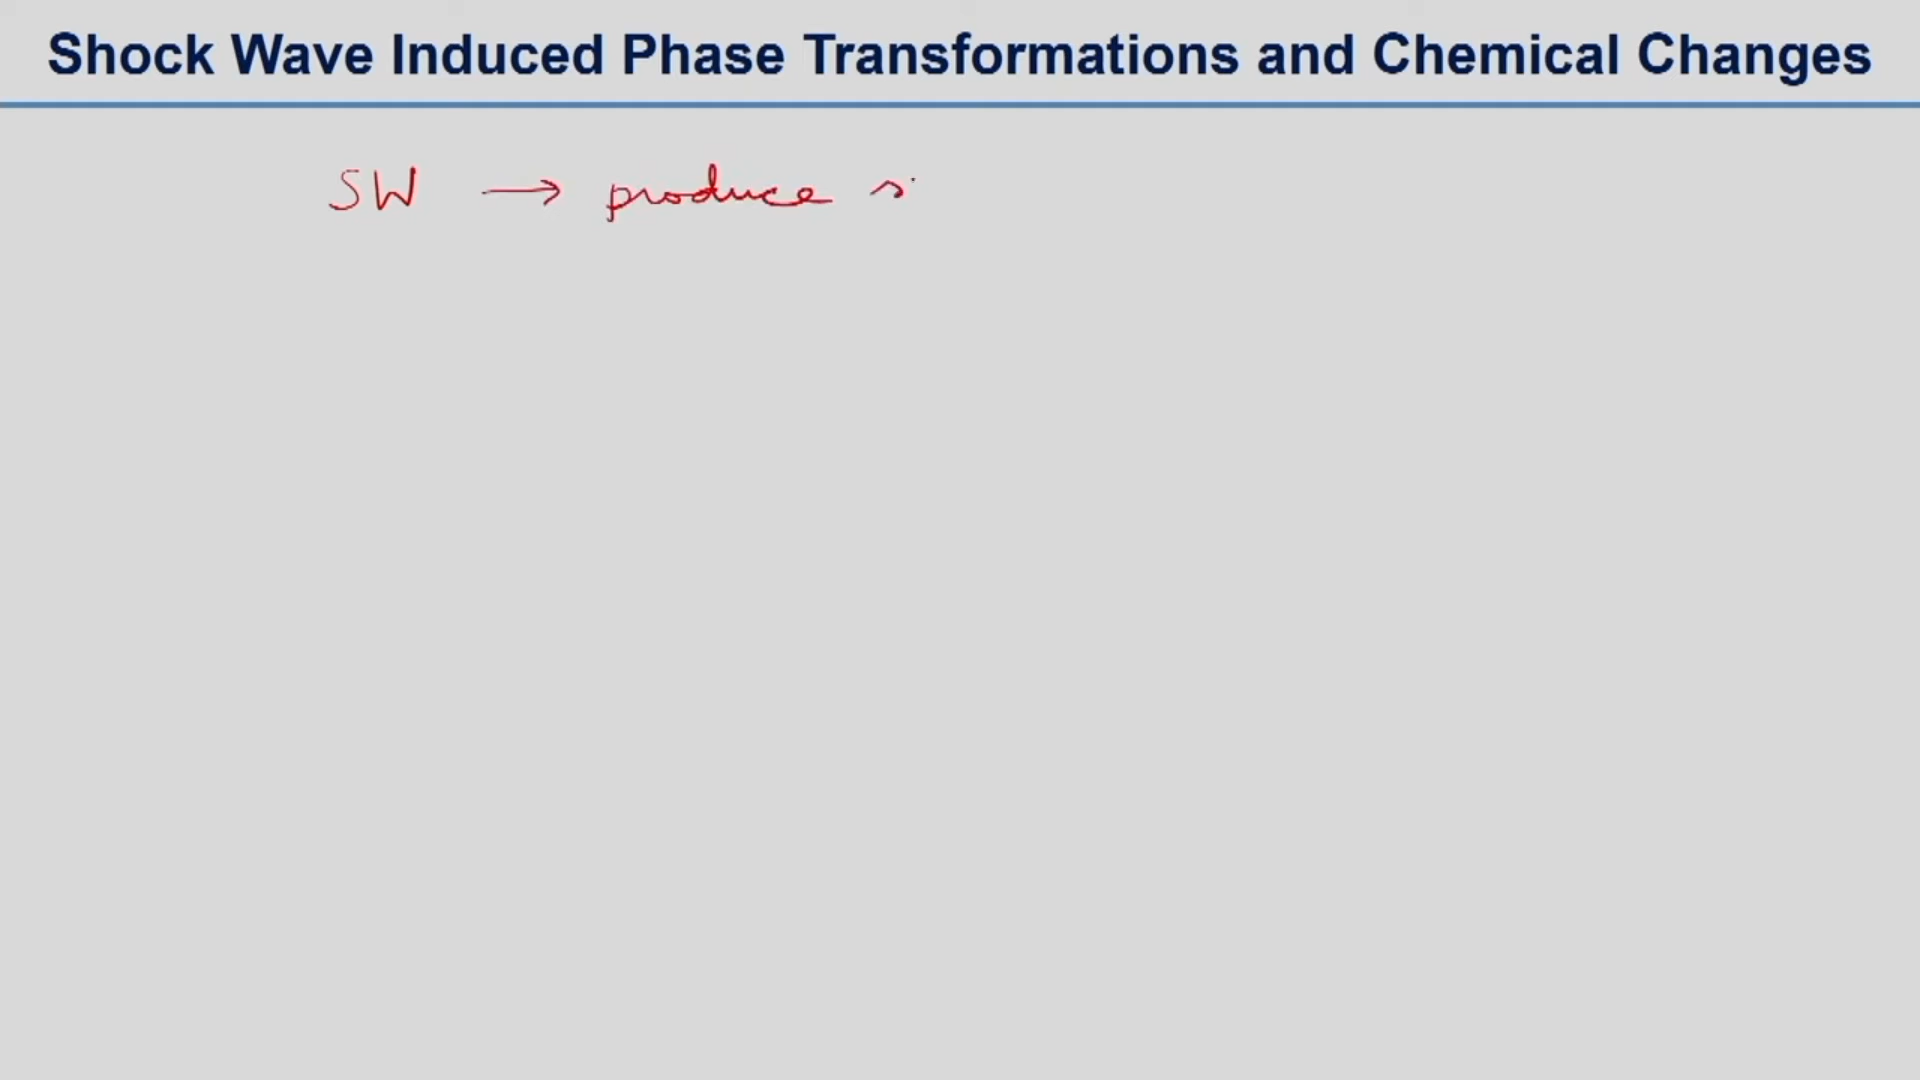 Shock Wave Induced Phase Transformations and Chemical Changes
SW → produce